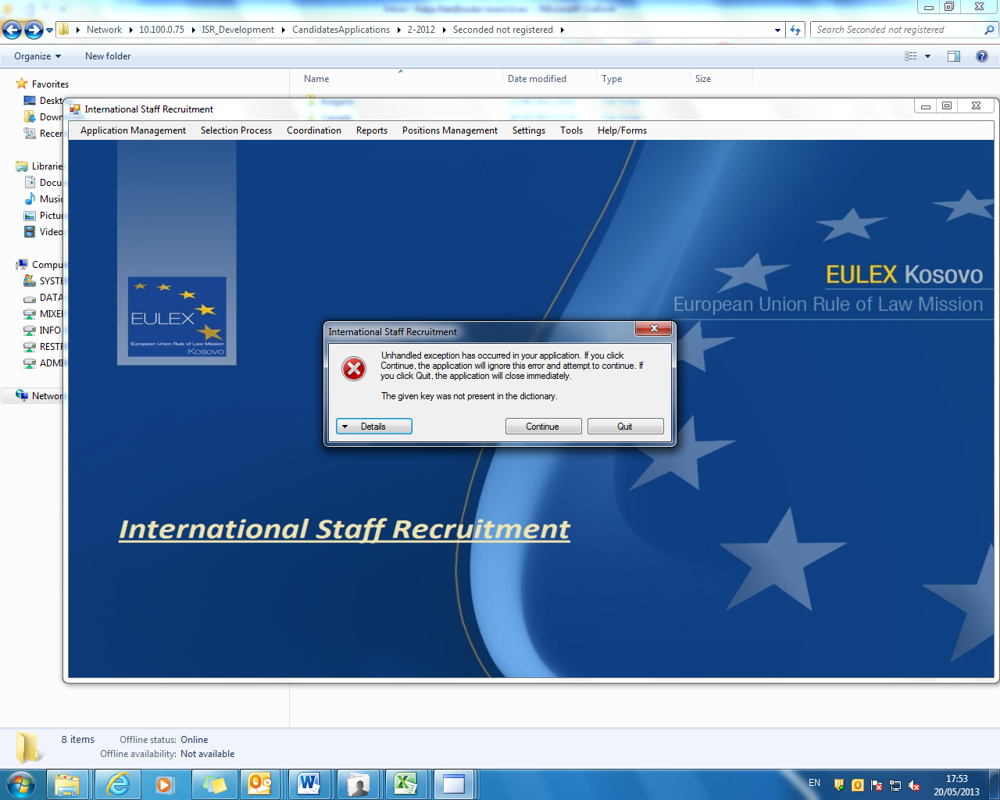 Network 10.100.0.75 ISR_Development CandidatesApplications 2-2012 Seconded not registered
Search Seconded not registered
Organize New folder
Name Date modified Type Size
Favorites
Deskt
Down
Recen
Librarie
Docu
Music
Pictu
Video
Compu
SYSTE
DATA
MIXE
INFO
RESTR
ADMI
Networ
International Staff Recruitment
Application Management Selection Process Coordination Reports Positions Management Settings Tools Help/Forms
EULEX
European Union Rule of Law Mission
Kosovo
EULEX Kosovo
European Union Rule of Law Mission
International Staff Recruitment
Unhandled exception has occurred in your application. If you click
Continue, the application will ignore this error and attempt to continue. If
you click Quit, the application will close immediately.
The given key was not present in the dictionary.
Details Continue Quit
International Staff Recruitment
8 items Offline status: Online
Offline availability: Not available
EN
17:53
20/05/2013